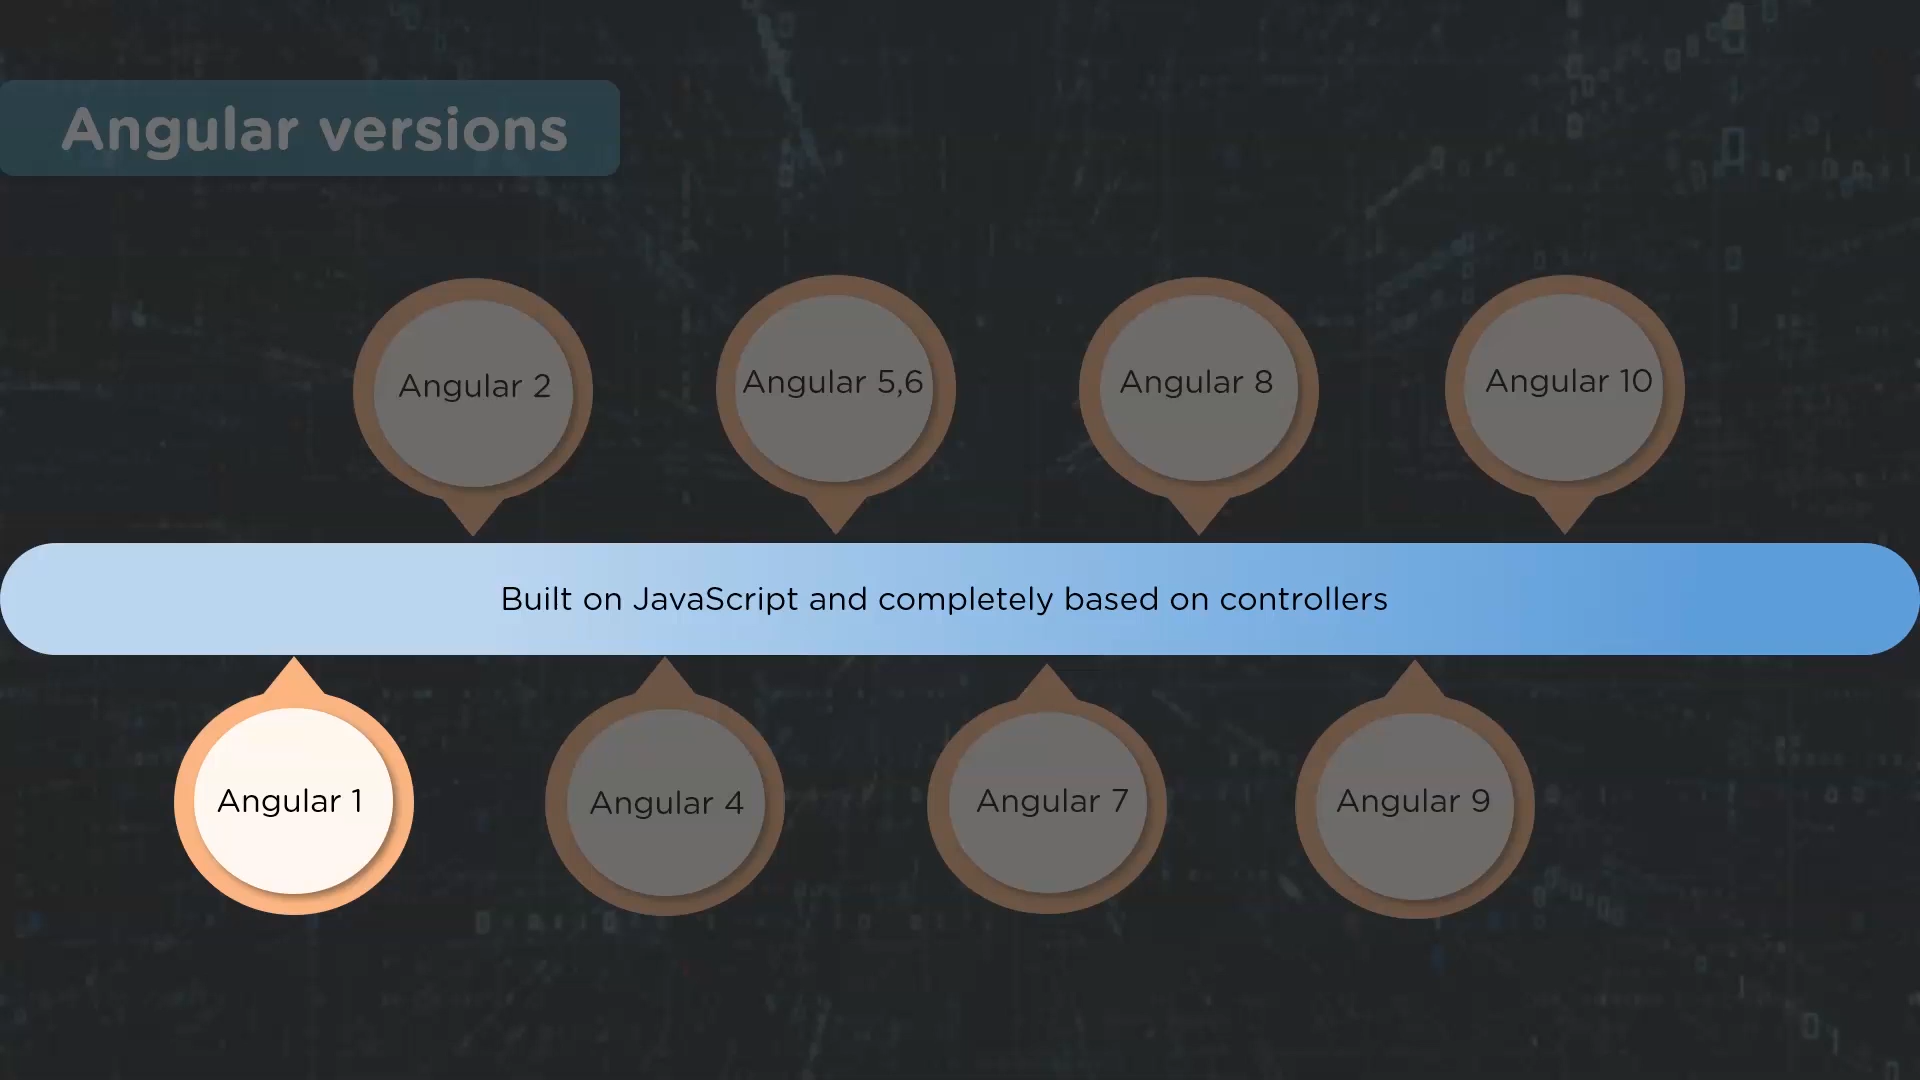 Angular versions
Angular 2
Angular 5,6
Angular 8
Angular 10
Built on JavaScript and completely based on controllers
Angular 1
Angular 4
Angular 7
Angular 9